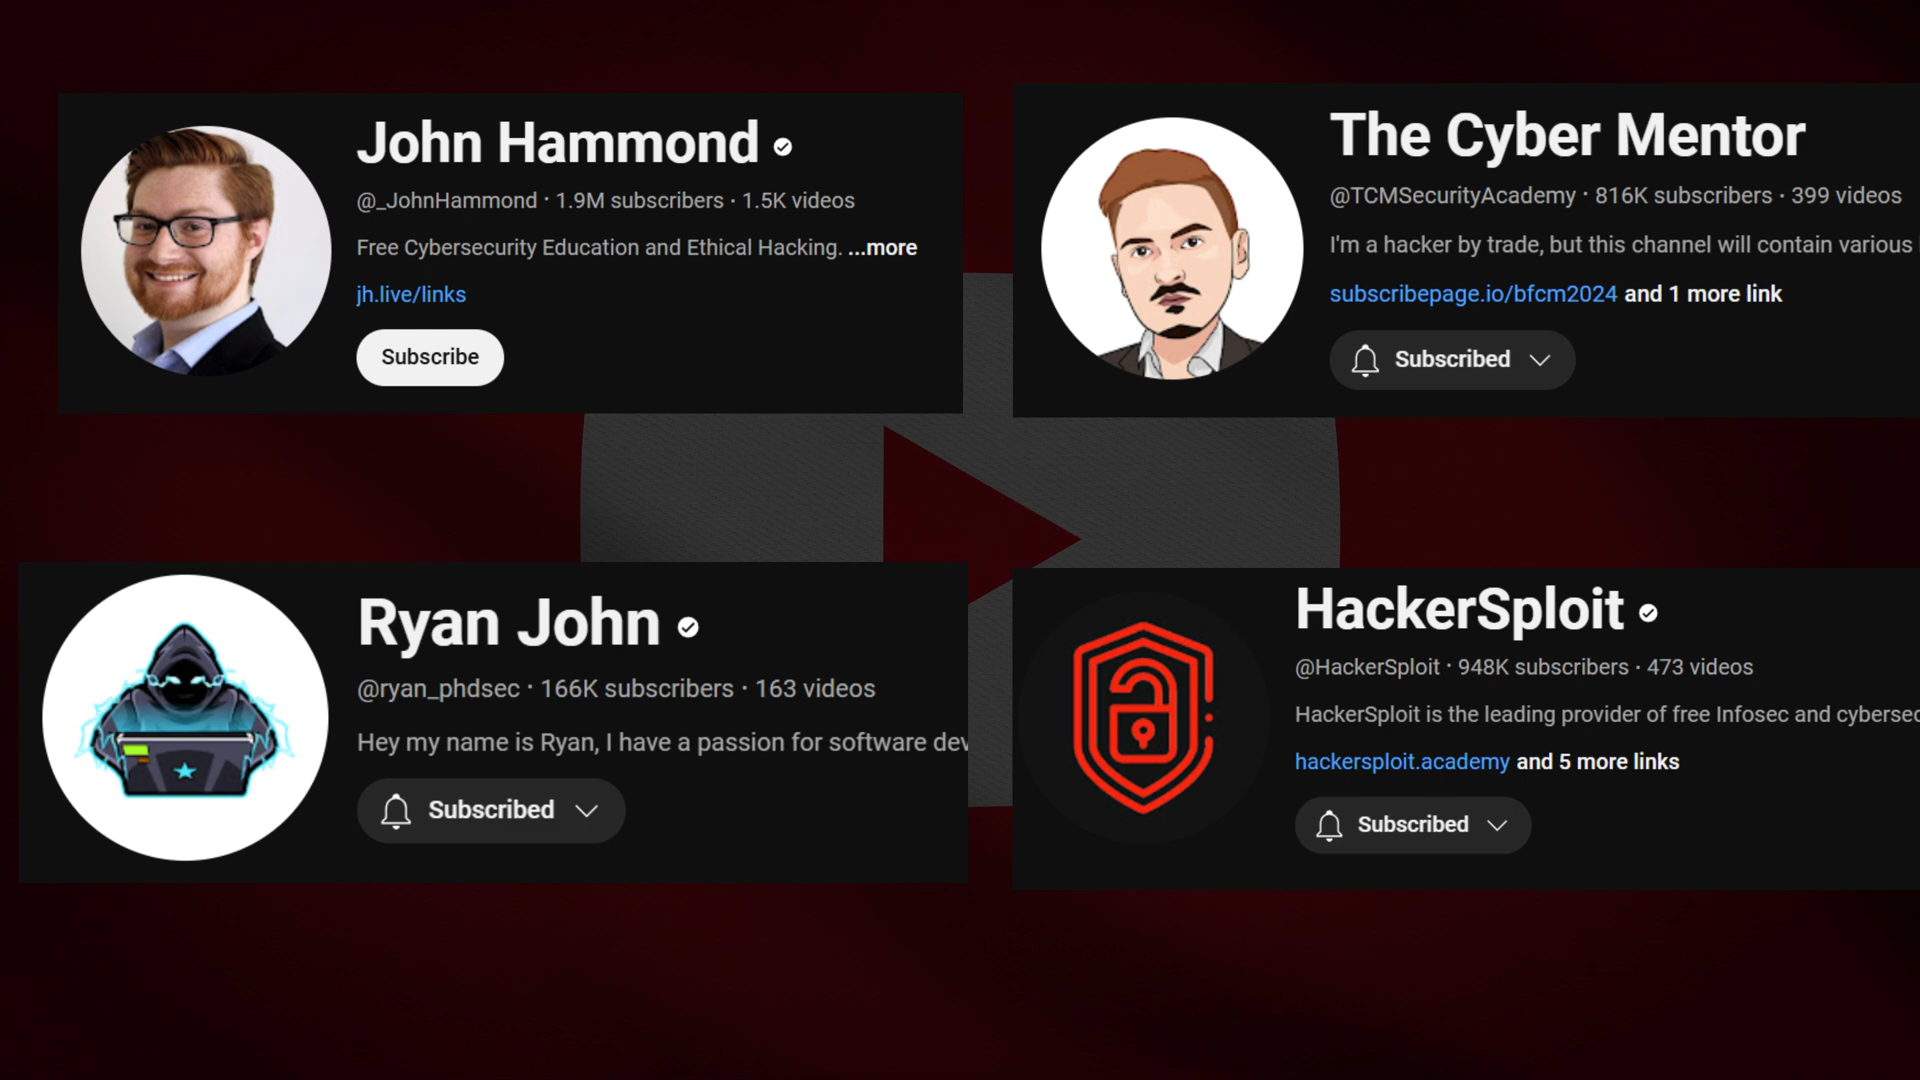 John Hammond
@_JohnHammond · 1.9M subscribers · 1.5K videos
Free Cybersecurity Education and Ethical Hacking. ...more
jh.live/links
Subscribe
The Cyber Mentor
@TCMSecurityAcademy · 816K subscribers · 399 videos
I'm a hacker by trade, but this channel will contain various
subscribepage.io/bfcm2024 and 1 more link
Subscribed
Ryan John
@ryan_phdsec · 166K subscribers · 163 videos
Hey my name is Ryan, I have a passion for software dev
Subscribed
HackerSploit
@HackerSploit · 948K subscribers · 473 videos
HackerSploit is the leading provider of free Infosec and cybersec
hackersploit.academy and 5 more links
Subscribed